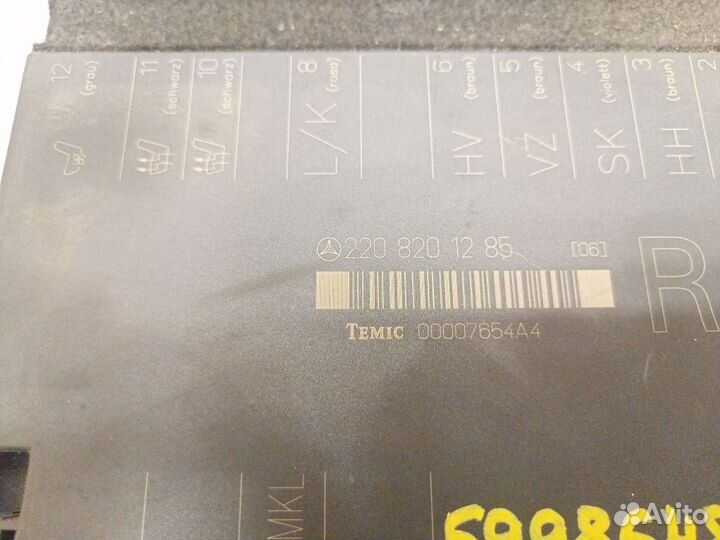 12 (grau)
11 (schwarz)
10 (schwarz)
8 (rosa)
L/K
6 (braun)
HV
5 (braun)
VZ
4 (violett)
SK
3 (braun)
HH
2
220 820 12 85 [06]
R
TEMIC 00007654A4
MKL
Avito